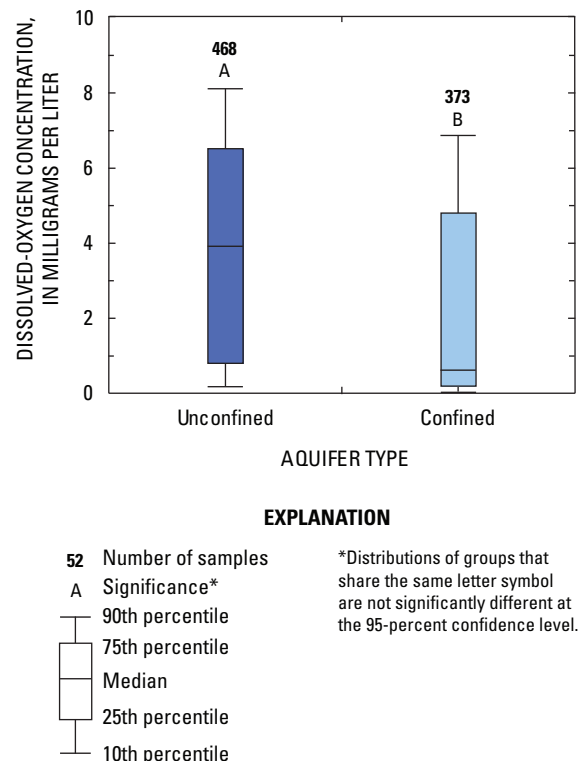 DISSOLVED-OXYGEN CONCENTRATION,
IN MILLIGRAMS PER LITER
10
8
6
4
2
0
468
A
373
B
Unconfined
Confined
AQUIFER TYPE
EXPLANATION
52 Number of samples
A Significance*
90th percentile
75th percentile
Median
25th percentile
10th percentile
*Distributions of groups that
share the same letter symbol
are not significantly different at
the 95-percent confidence level.